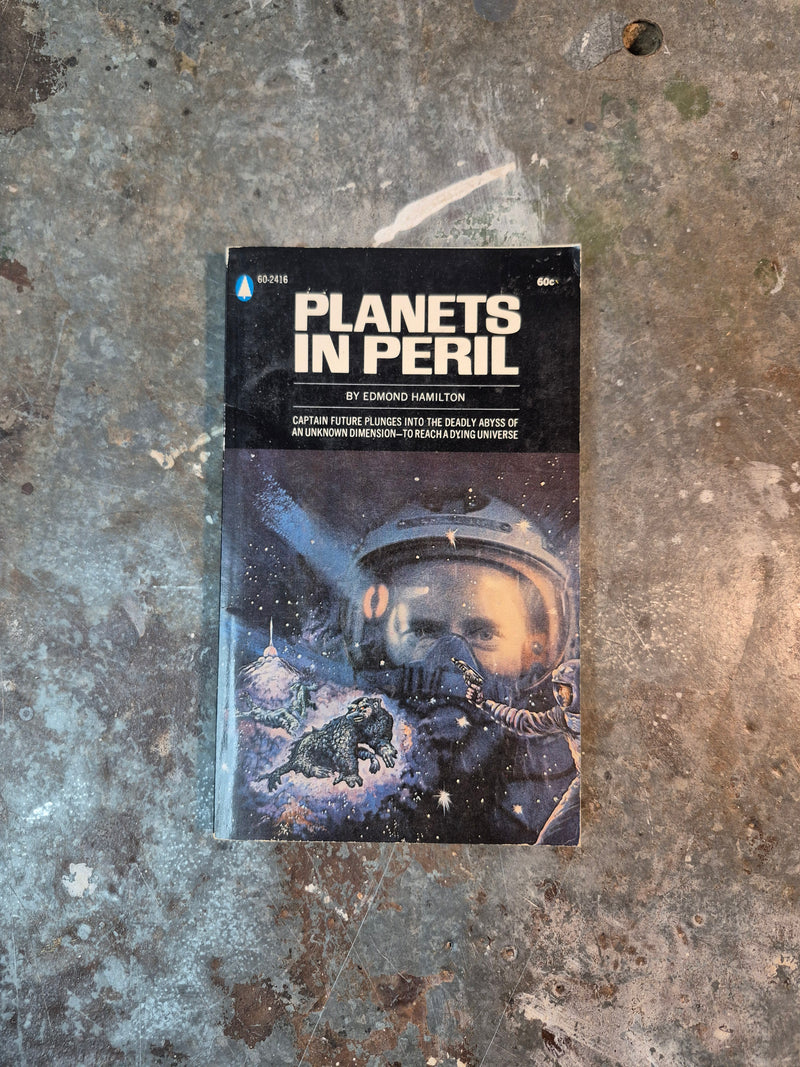 60-2416
60c
PLANETS
IN PERIL
BY EDMOND HAMILTON
CAPTAIN FUTURE PLUNGES INTO THE DEADLY ABYSS OF
AN UNKNOWN DIMENSION—TO REACH A DYING UNIVERSE